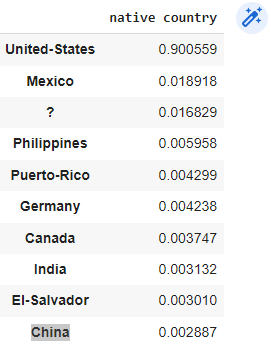 native country
United-States 0.900559
Mexico 0.018918
? 0.016829
Philippines 0.005958
Puerto-Rico 0.004299
Germany 0.004238
Canada 0.003747
India 0.003132
El-Salvador 0.003010
China 0.002887